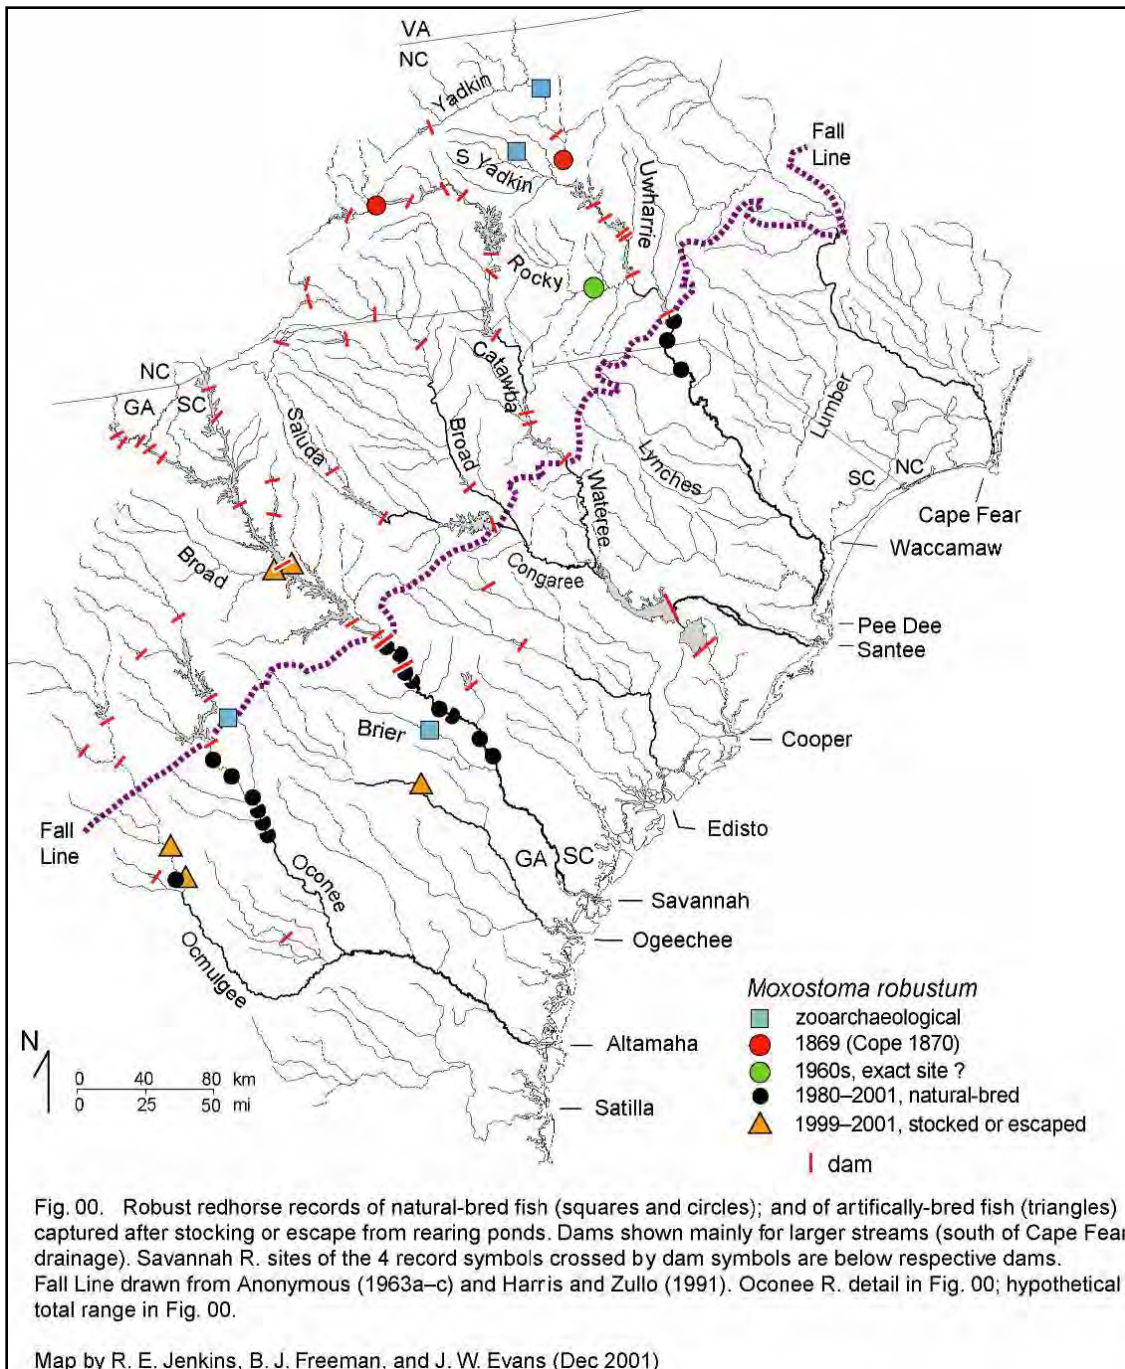 VA
NC
Yadkin
Fall
Line
S Yadkin
Uwharrie
Rocky
NC
GA
SC
Catawba
Saluda
Broad
Lumber
Lynches
SC
NC
Wateree
Cape Fear
Waccamaw
Broad
Congaree
Pee Dee
Santee
Brier
Cooper
Fall
Line
Edisto
GA
SC
Oconee
Savannah
Ogeechee
Ocmulgee
Moxostoma robustum
zooarchaeological
1869 (Cope 1870)
1960s, exact site ?
1980–2001, natural-bred
1999–2001, stocked or escaped
dam
N
0 40 80 km
0 25 50 mi
Altamaha
Satilla
Fig. 00. Robust redhorse records of natural-bred fish (squares and circles); and of artifically-bred fish (triangles)
captured after stocking or escape from rearing ponds. Dams shown mainly for larger streams (south of Cape Fear
drainage). Savannah R. sites of the 4 record symbols crossed by dam symbols are below respective dams.
Fall Line drawn from Anonymous (1963a–c) and Harris and Zullo (1991). Oconee R. detail in Fig. 00; hypothetical
total range in Fig. 00.
Map by R. E. Jenkins, B. J. Freeman, and J. W. Evans (Dec 2001)